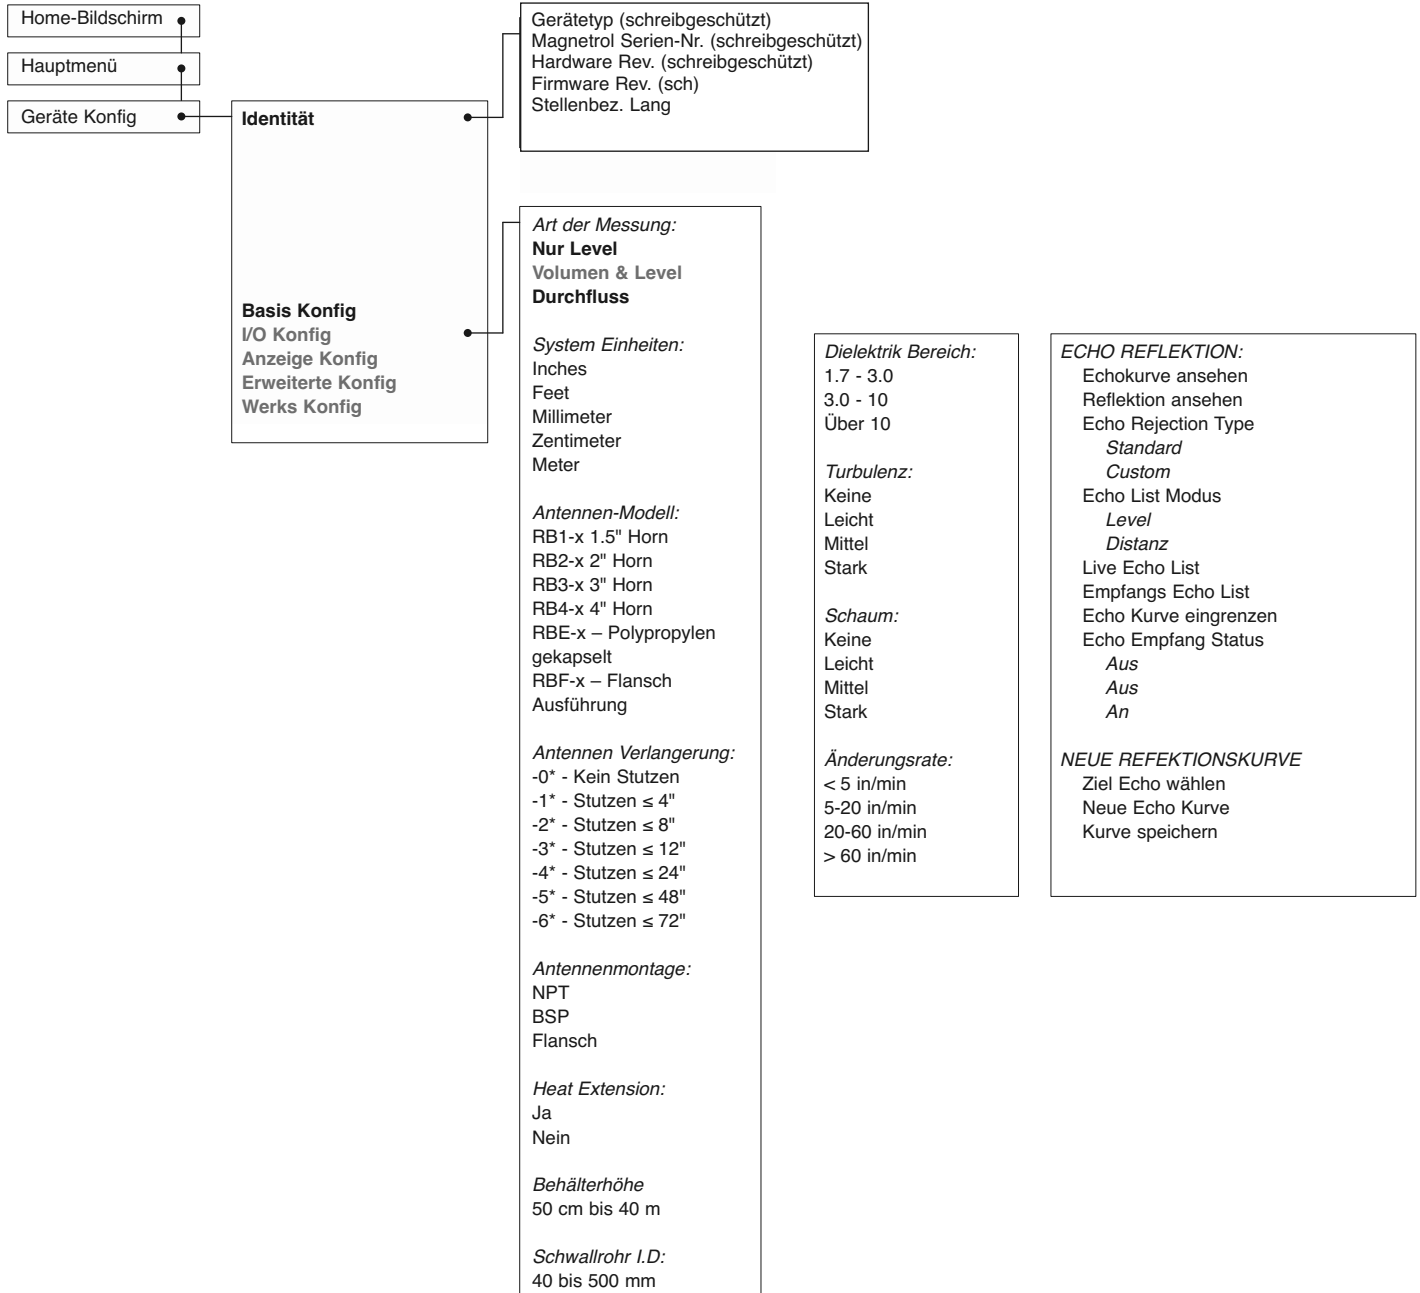 Home-Bildschirm
Hauptmenü
Geräte Konfig
Identität
Basis Konfig
I/O Konfig
Anzeige Konfig
Erweiterte Konfig
Werks Konfig
Gerätetyp (schreibgeschützt)
Magnetrol Serien-Nr. (schreibgeschützt)
Hardware Rev. (schreibgeschützt)
Firmware Rev. (sch)
Stellenbez. Lang
Art der Messung:
Nur Level
Volumen & Level
Durchfluss
System Einheiten:
Inches
Feet
Millimeter
Zentimeter
Meter
Antennen-Modell:
RB1-x 1.5" Horn
RB2-x 2" Horn
RB3-x 3" Horn
RB4-x 4" Horn
RBE-x – Polypropylen
gekapselt
RBF-x – Flansch
Ausführung
Antennen Verlangerung:
-0* - Kein Stutzen
-1* - Stutzen ≤ 4"
-2* - Stutzen ≤ 8"
-3* - Stutzen ≤ 12"
-4* - Stutzen ≤ 24"
-5* - Stutzen ≤ 48"
-6* - Stutzen ≤ 72"
Antennenmontage:
NPT
BSP
Flansch
Heat Extension:
Ja
Nein
Behälterhöhe
50 cm bis 40 m
Schwallrohr I.D:
40 bis 500 mm
Dielektrik Bereich:
1.7 - 3.0
3.0 - 10
Über 10
Turbulenz:
Keine
Leicht
Mittel
Stark
Schaum:
Keine
Leicht
Mittel
Stark
Änderungsrate:
< 5 in/min
5-20 in/min
20-60 in/min
> 60 in/min
ECHO REFLEKTION:
Echokurve ansehen
Reflektion ansehen
Echo Rejection Type
Standard
Custom
Echo List Modus
Level
Distanz
Live Echo List
Empfangs Echo List
Echo Kurve eingrenzen
Echo Empfang Status
Aus
Aus
An
NEUE REFEKTIONSKURVE
Ziel Echo wählen
Neue Echo Kurve
Kurve speichern